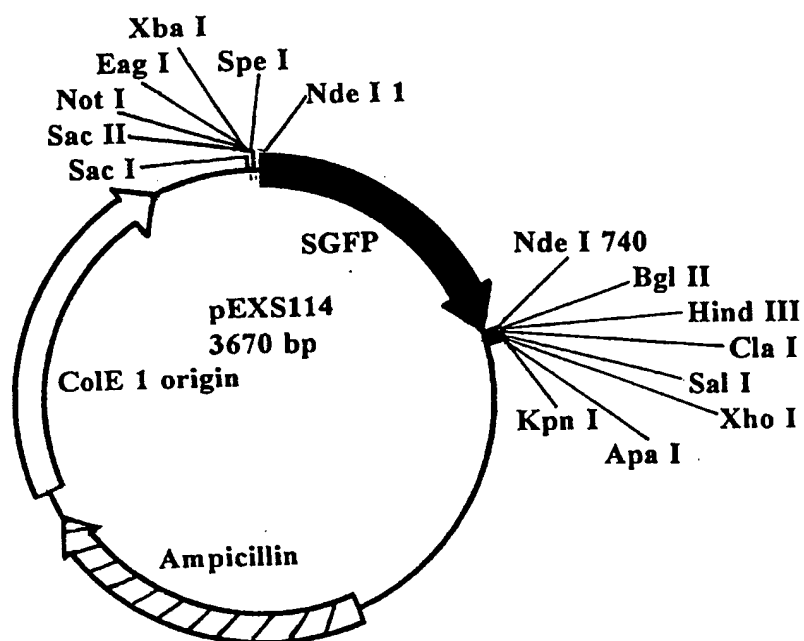 Xba I
Eag I
Spe I
Not I
Nde I 1
Sac II
Sac I
SGFP
Nde I 740
Bgl II
pEXS114
3670 bp
Hind III
Cla I
ColE 1 origin
Sal I
Kpn I
Xho I
Apa I
Ampicillin